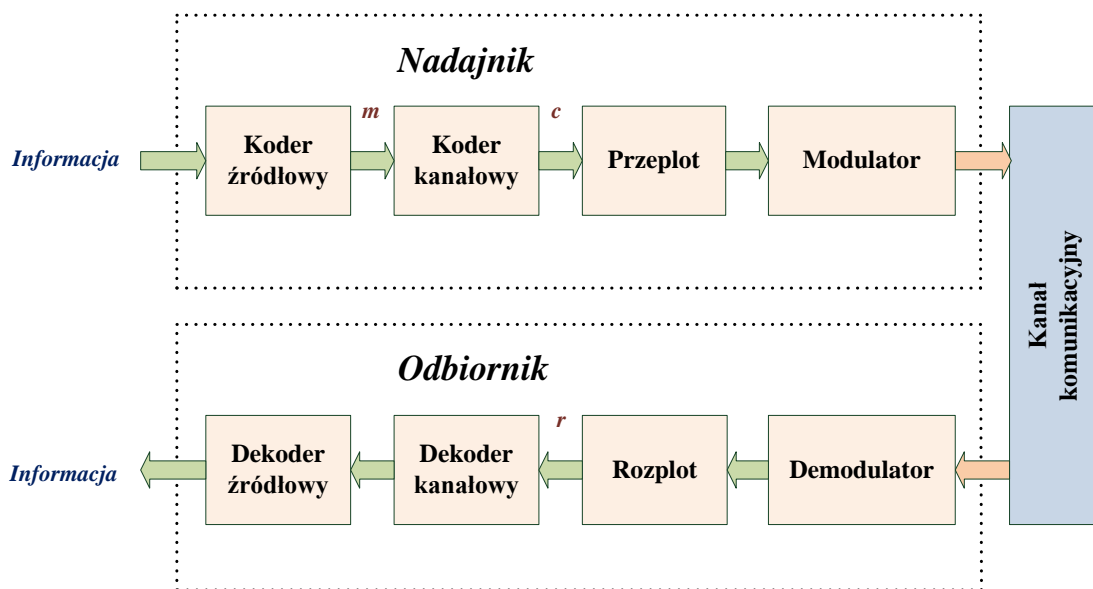 Nadajnik
m
c
Informacja
Koder
źródłowy
Koder
kanałowy
Przeplot
Modulator
Kanał
komunikacyjny
Odbiornik
r
Informacja
Dekoder
źródłowy
Dekoder
kanałowy
Rozplot
Demodulator